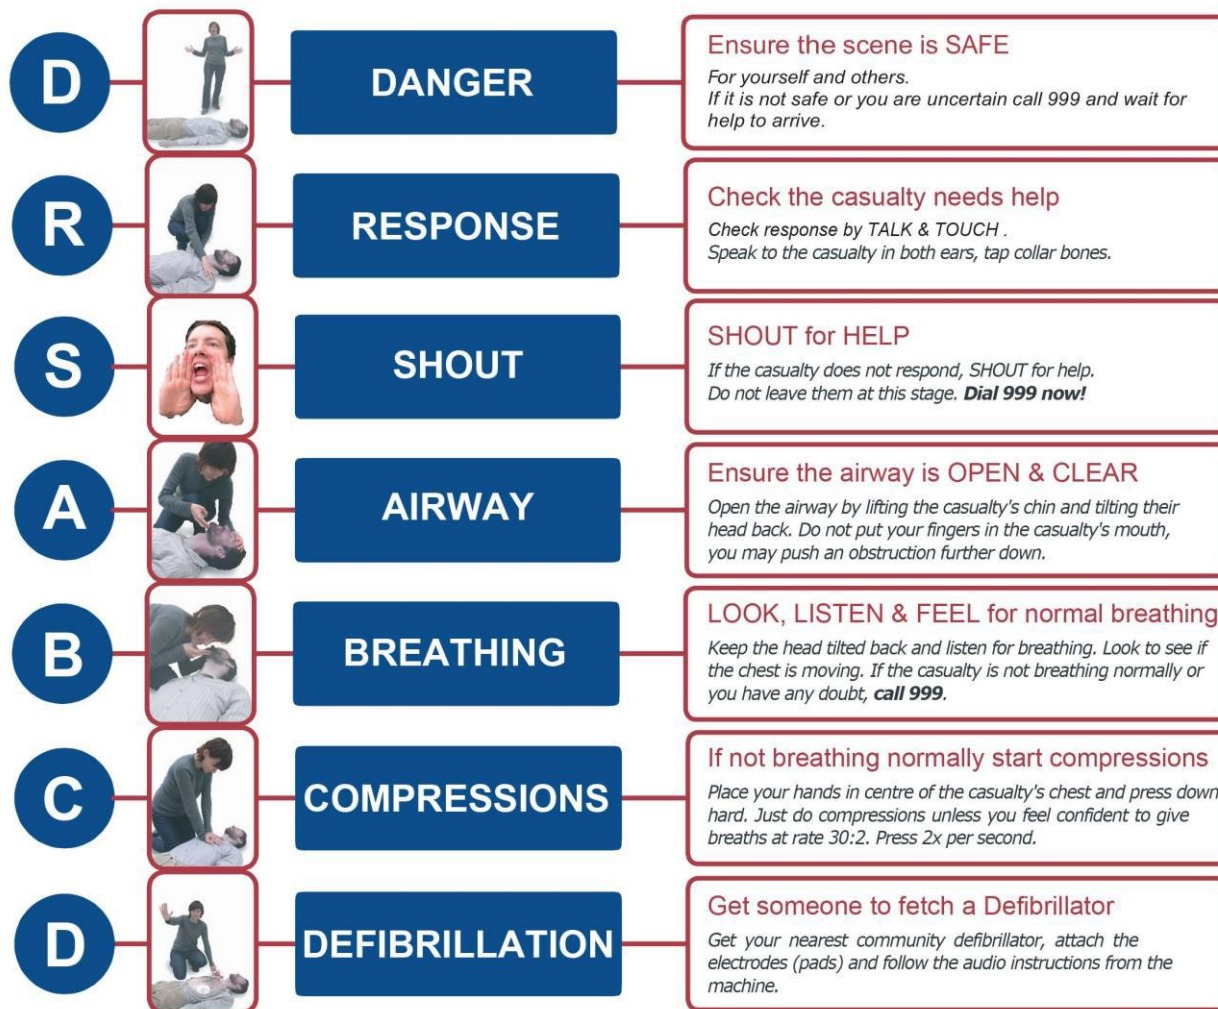 D
DANGER
Ensure the scene is SAFE
For yourself and others.
If it is not safe or you are uncertain call 999 and wait for
help to arrive.
R
RESPONSE
Check the casualty needs help
Check response by TALK & TOUCH .
Speak to the casualty in both ears, tap collar bones.
S
SHOUT
SHOUT for HELP
If the casualty does not respond, SHOUT for help.
Do not leave them at this stage. Dial 999 now!
A
AIRWAY
Ensure the airway is OPEN & CLEAR
Open the airway by lifting the casualty's chin and tilting their
head back. Do not put your fingers in the casualty's mouth,
you may push an obstruction further down.
B
BREATHING
LOOK, LISTEN & FEEL for normal breathing
Keep the head tilted back and listen for breathing. Look to see if
the chest is moving. If the casualty is not breathing normally or
you have any doubt, call 999.
C
COMPRESSIONS
If not breathing normally start compressions
Place your hands in centre of the casualty's chest and press down
hard. Just do compressions unless you feel confident to give
breaths at rate 30:2. Press 2x per second.
D
DEFIBRILLATION
Get someone to fetch a Defibrillator
Get your nearest community defibrillator, attach the
electrodes (pads) and follow the audio instructions from the
machine.